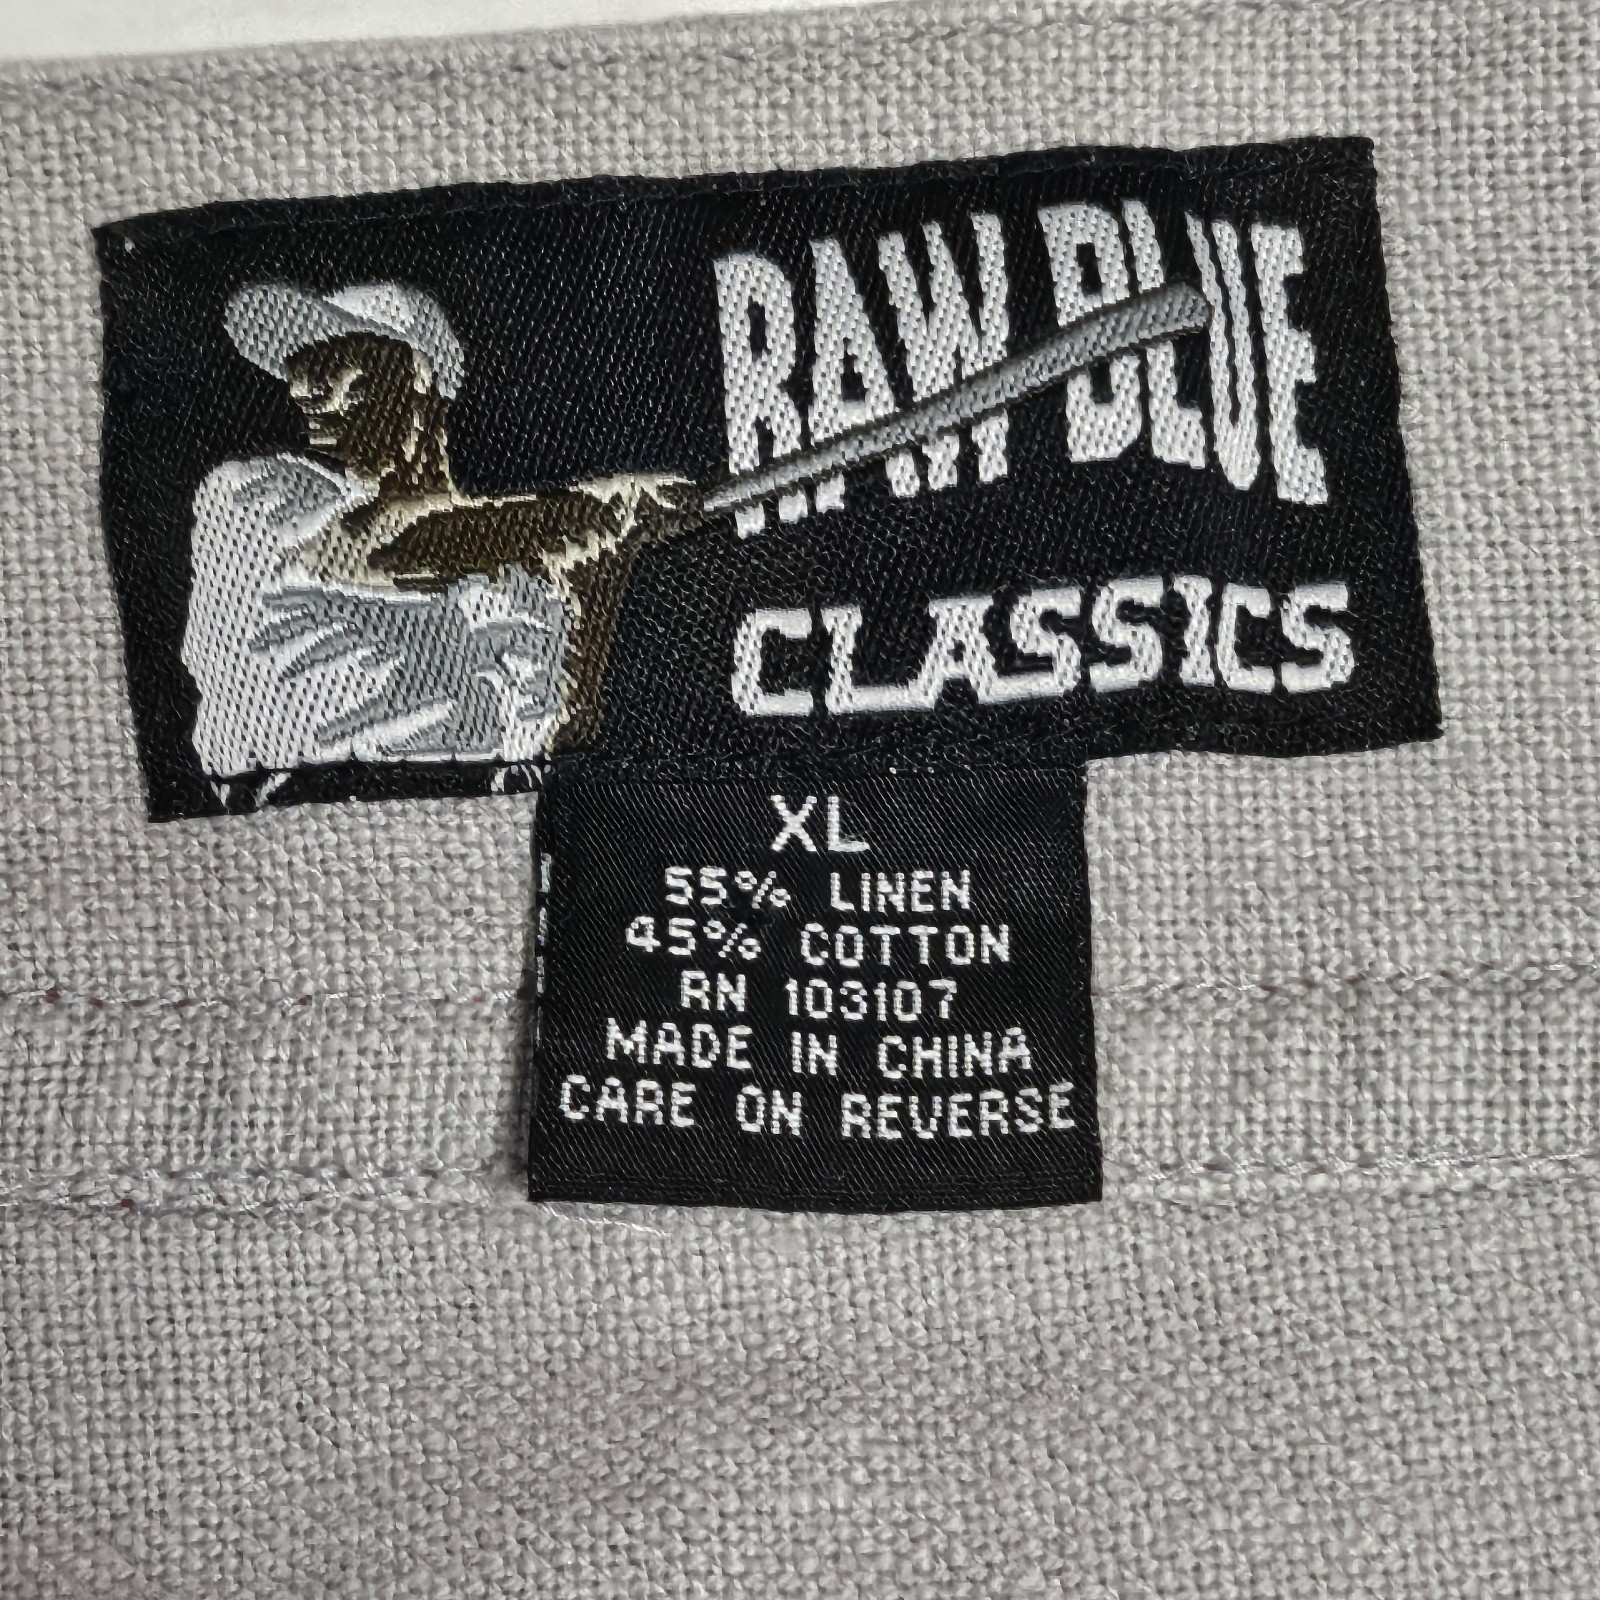 RAW BLUE
CLASSICS
XL
55% LINEN
45% COTTON
RN 103107
MADE IN CHINA
CARE ON REVERSE